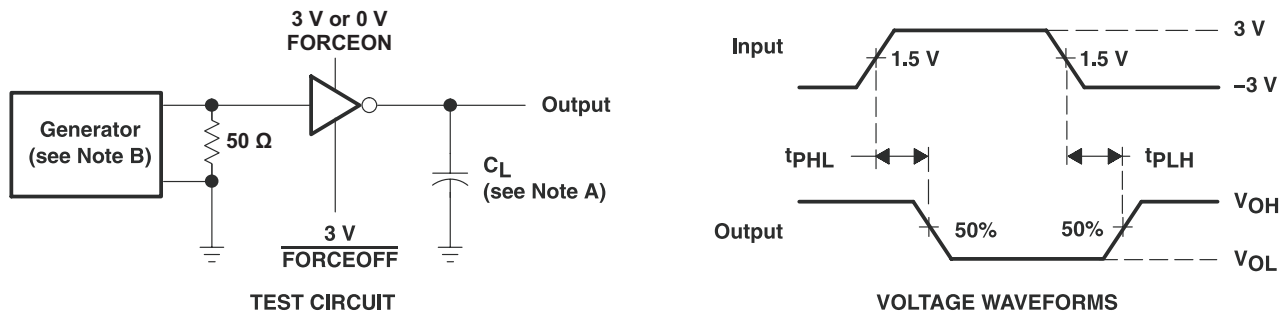 3 V or 0 V
FORCEON
Generator
(see Note B)
50 Ω
Output
CL
(see Note A)
3 V
FORCEOFF
TEST CIRCUIT
Input
3 V
1.5 V
1.5 V
–3 V
tPHL
tPLH
Output
50%
50%
VOH
VOL
VOLTAGE WAVEFORMS